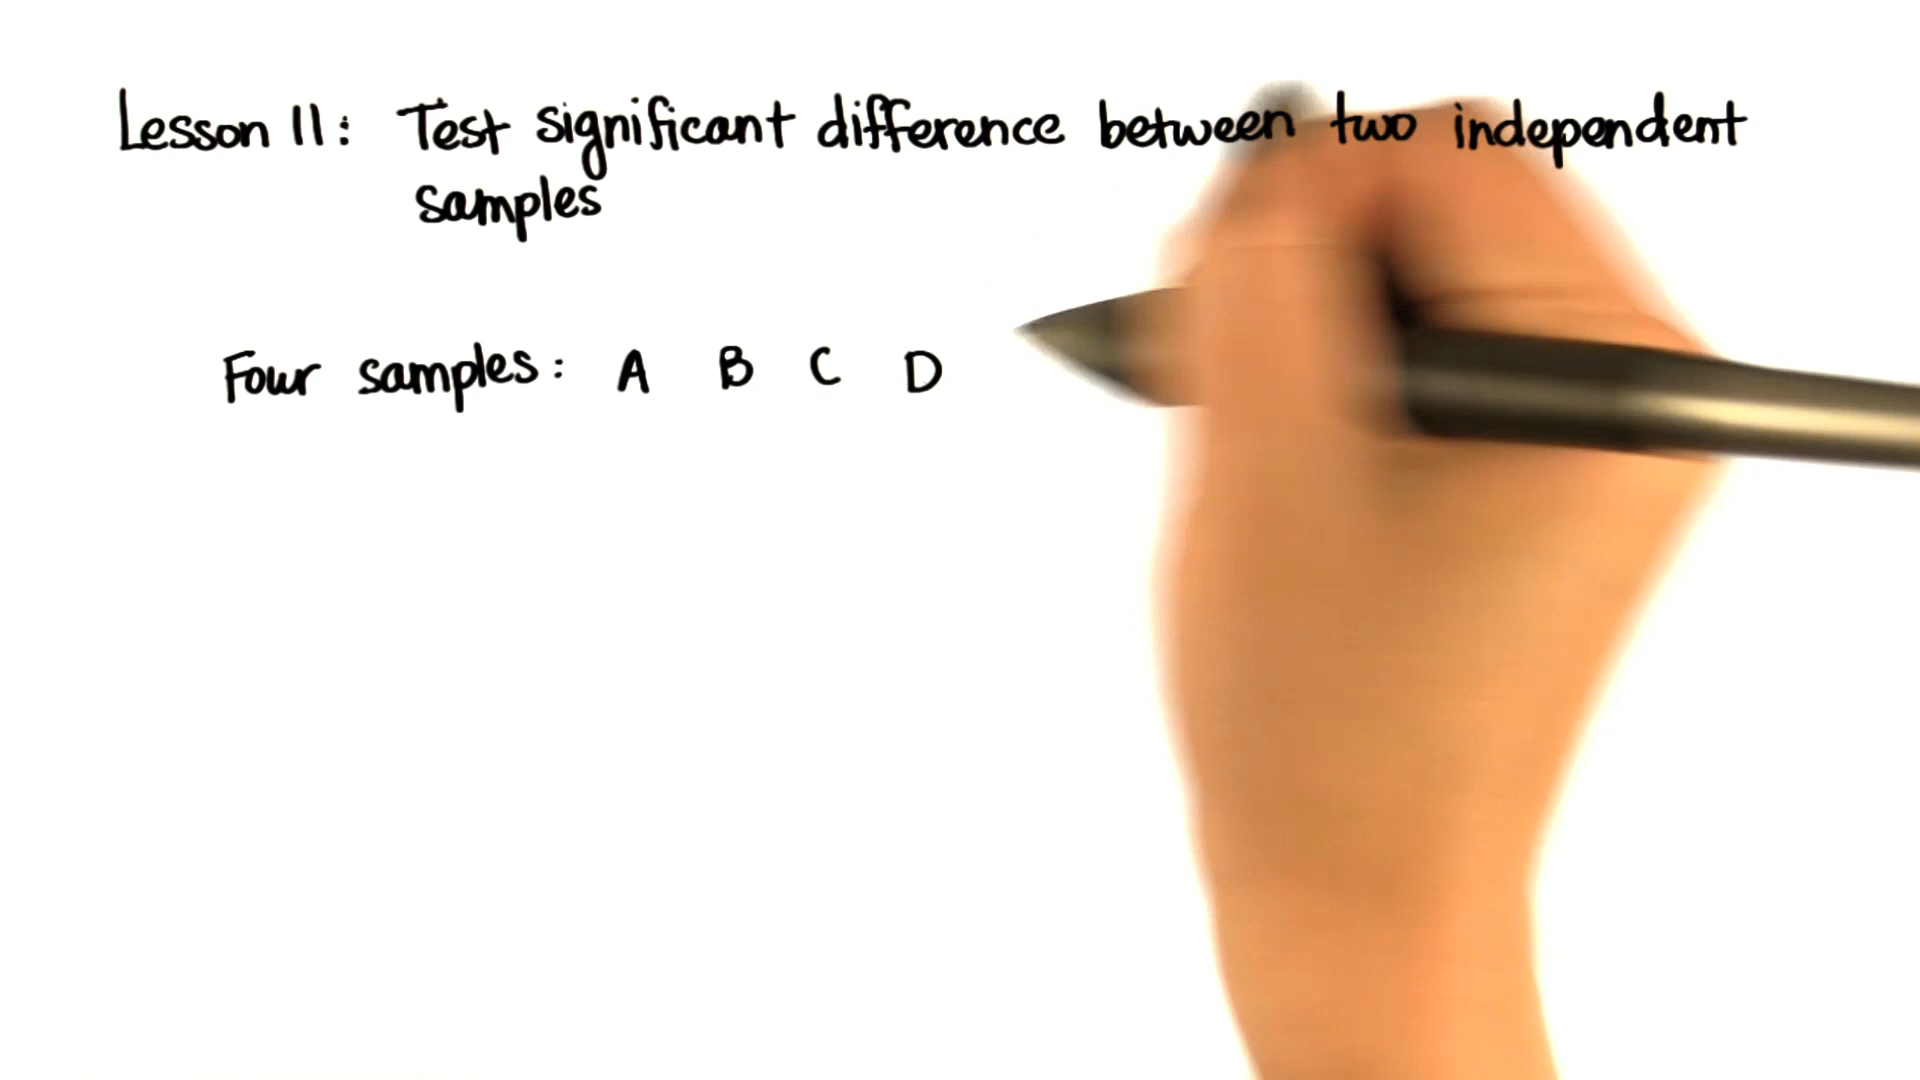 Lesson 11: Test significant difference between two independent
samples
Four samples: A B C D